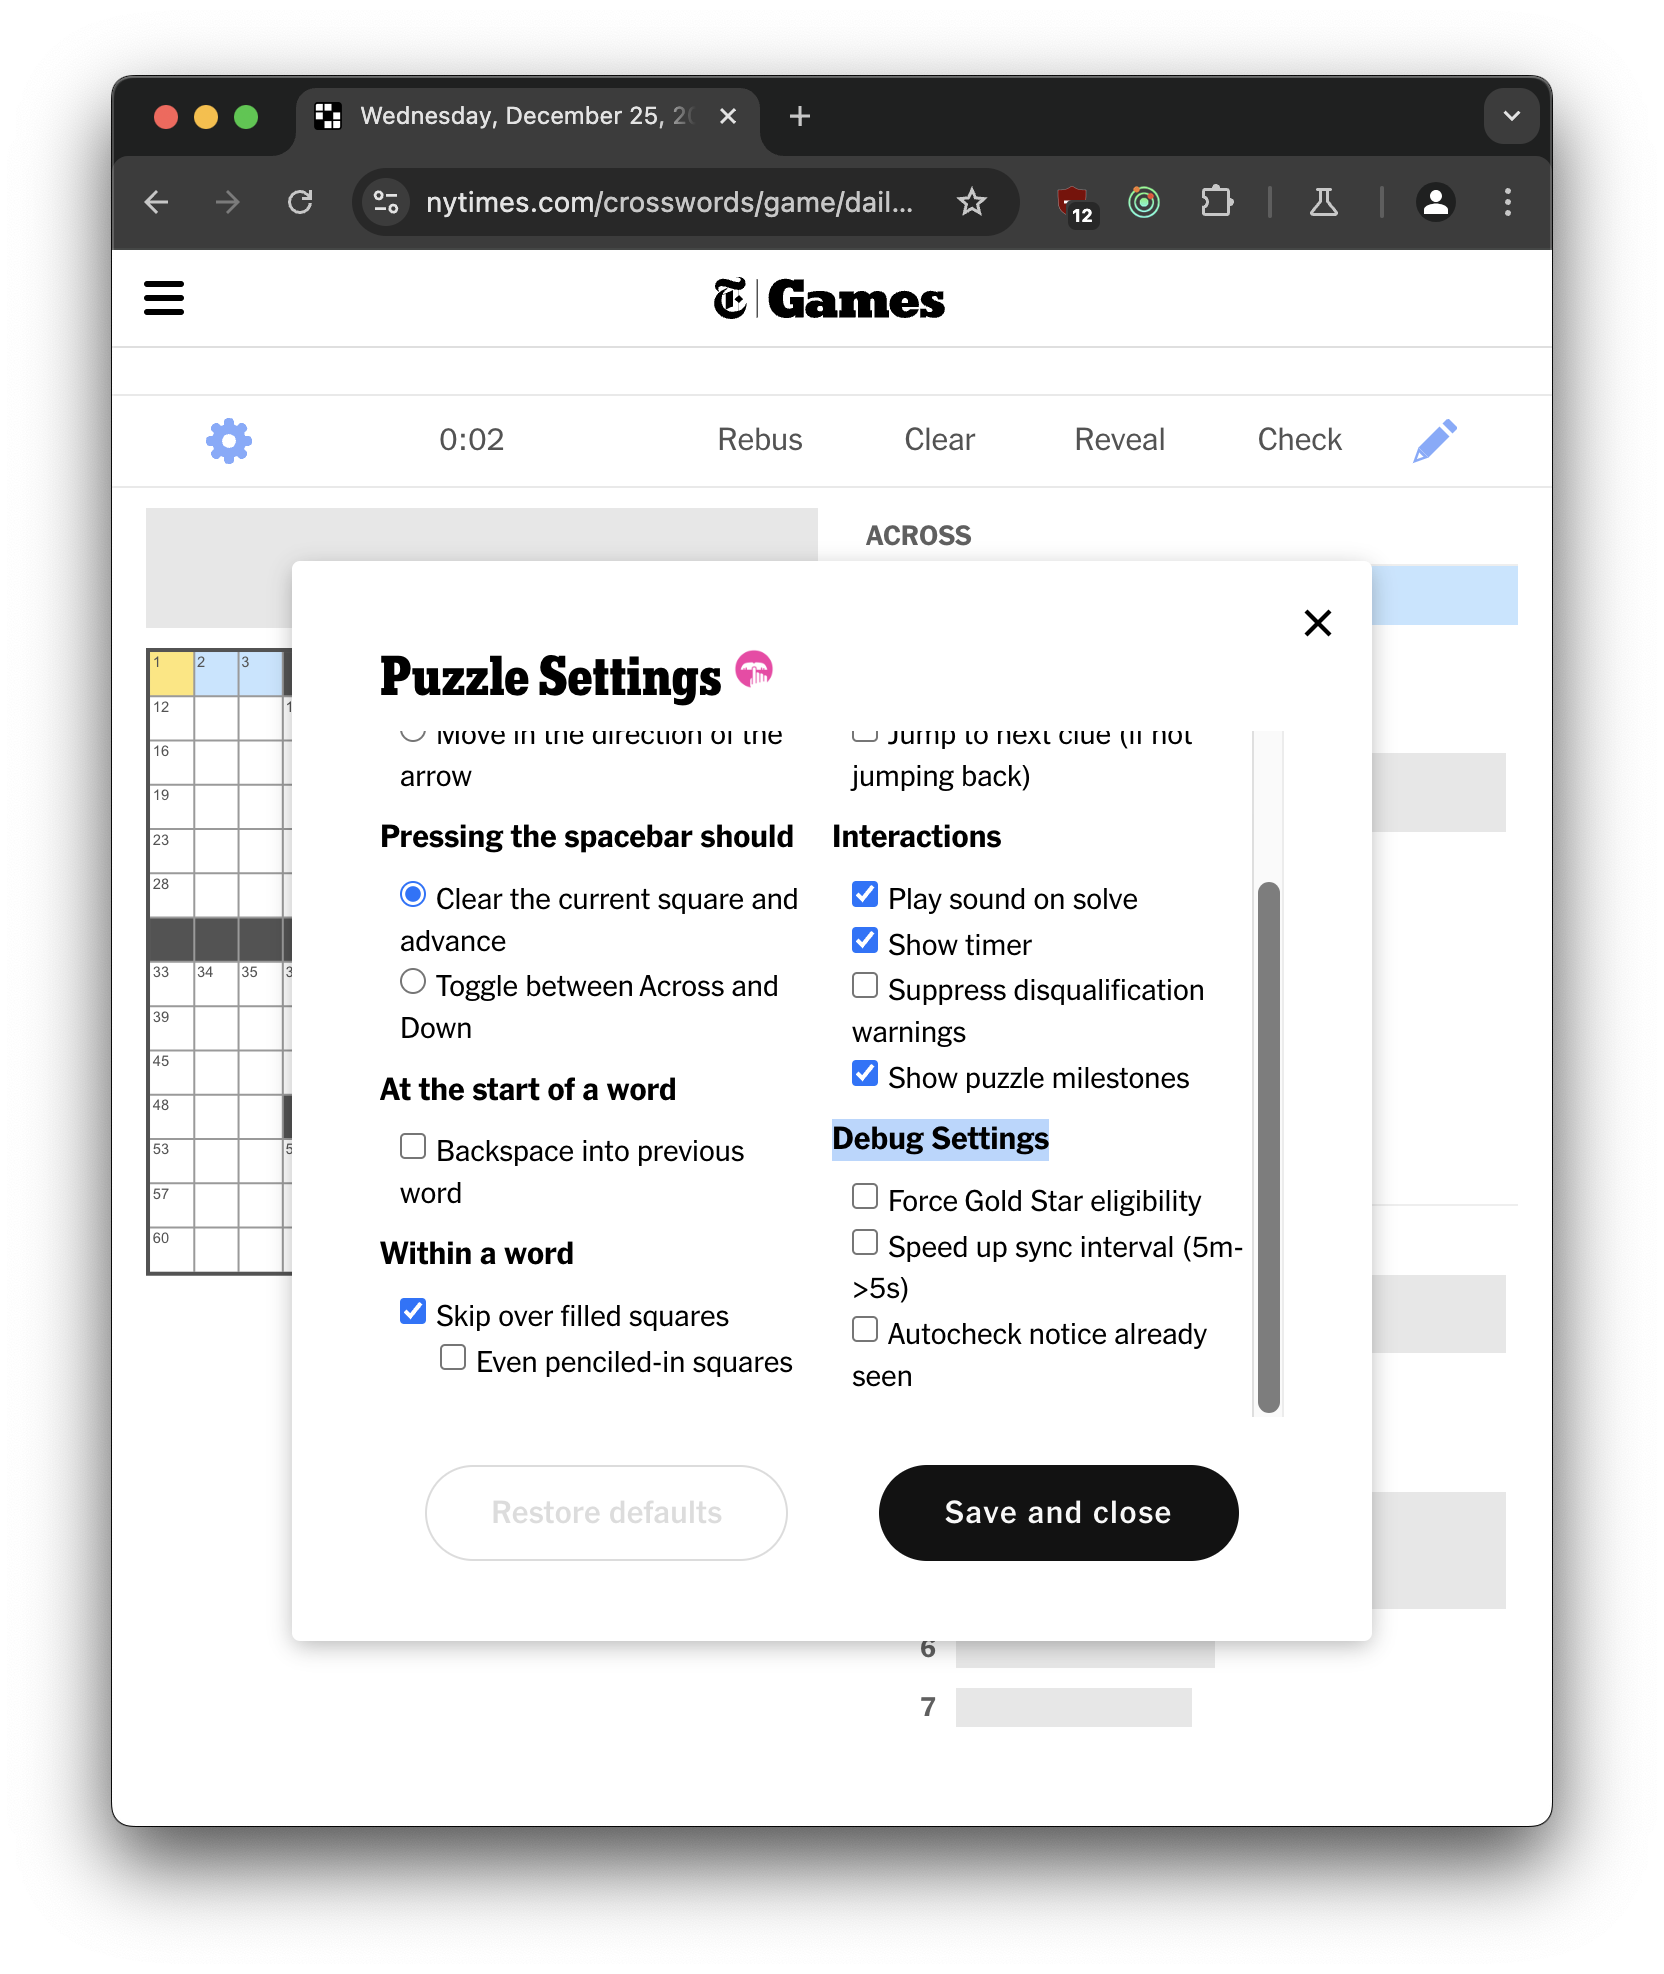 Wednesday, December 25, 20
nytimes.com/crosswords/game/dail...
12
T Games
0:02
Rebus
Clear
Reveal
Check
ACROSS
1
2
3
12
1
16
19
23
28
33
34
35
3
39
45
48
53
5
57
60
Puzzle Settings
Move in the direction of the
arrow
Pressing the spacebar should
Clear the current square and
advance
Toggle between Across and
Down
At the start of a word
Backspace into previous
word
Within a word
Skip over filled squares
Even penciled-in squares
Jump to next clue (if not
jumping back)
Interactions
Play sound on solve
Show timer
Suppress disqualification
warnings
Show puzzle milestones
Debug Settings
Force Gold Star eligibility
Speed up sync interval (5m-
>5s)
Autocheck notice already
seen
Restore defaults
Save and close
6
7